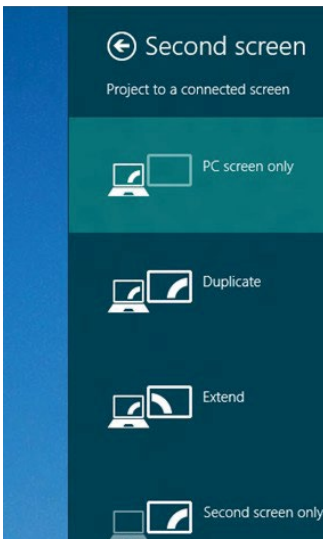 Second screen
Project to a connected screen
PC screen only
Duplicate
Extend
Second screen only